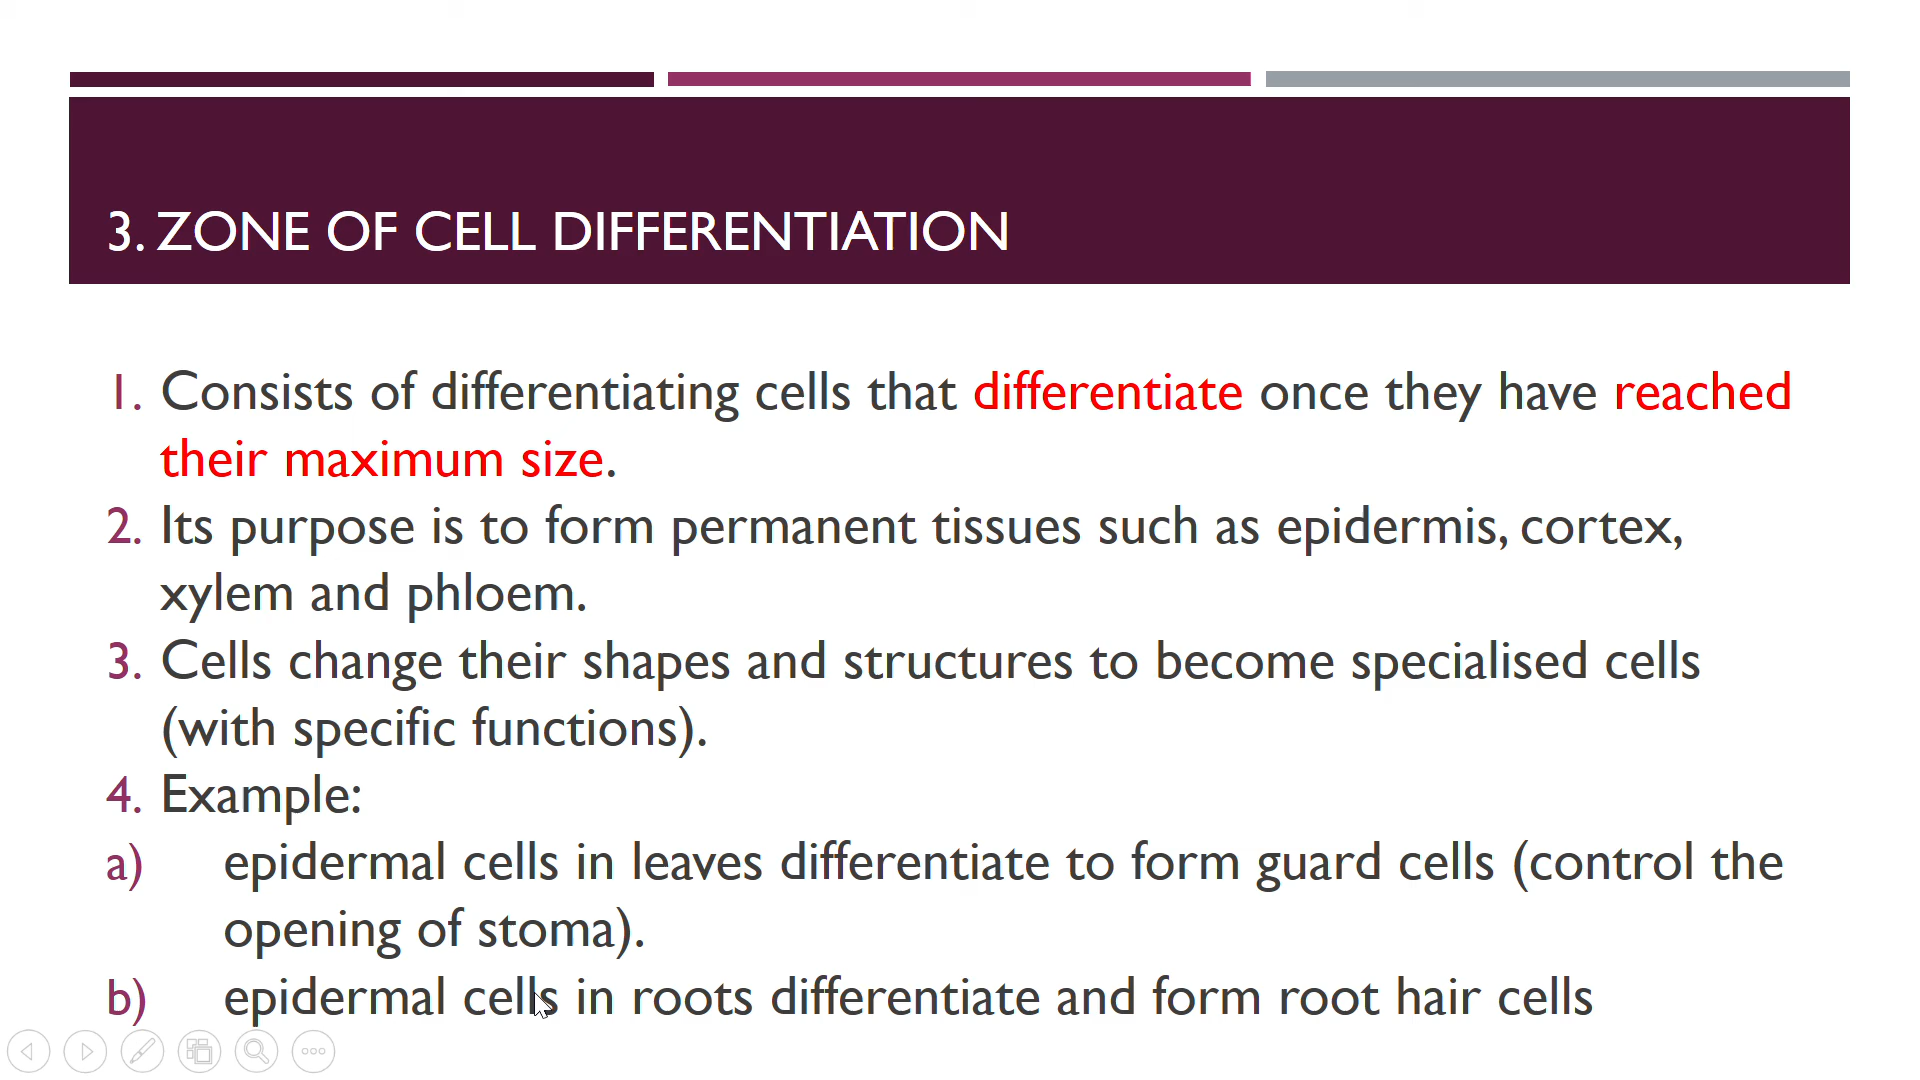 3. ZONE OF CELL DIFFERENTIATION
1. Consists of differentiating cells that differentiate once they have reached
their maximum size.
2. Its purpose is to form permanent tissues such as epidermis, cortex,
xylem and phloem.
3. Cells change their shapes and structures to become specialised cells
(with specific functions).
4. Example:
a) epidermal cells in leaves differentiate to form guard cells (control the
opening of stoma).
b) epidermal cells in roots differentiate and form root hair cells